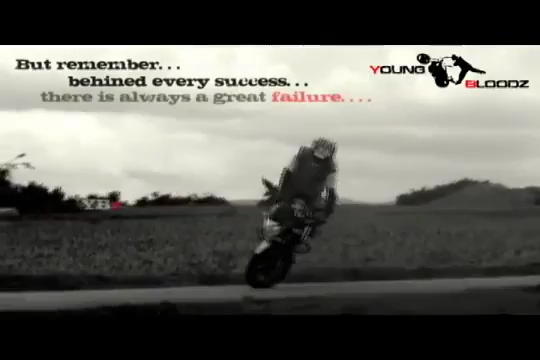 But remember...
behined every success...
there is always a great failure....
YOUNG
BLOODZ